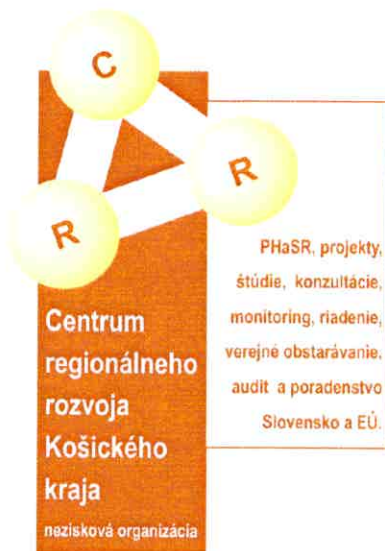 C
R
R
Centrum
regionálneho
rozvoja
Košického
kraja
nezisková organizácia
PHaSR, projekty,
štúdie, konzultácie,
monitoring, riadenie,
verejné obstarávanie,
audit a poradenstvo
Slovensko a EÚ.